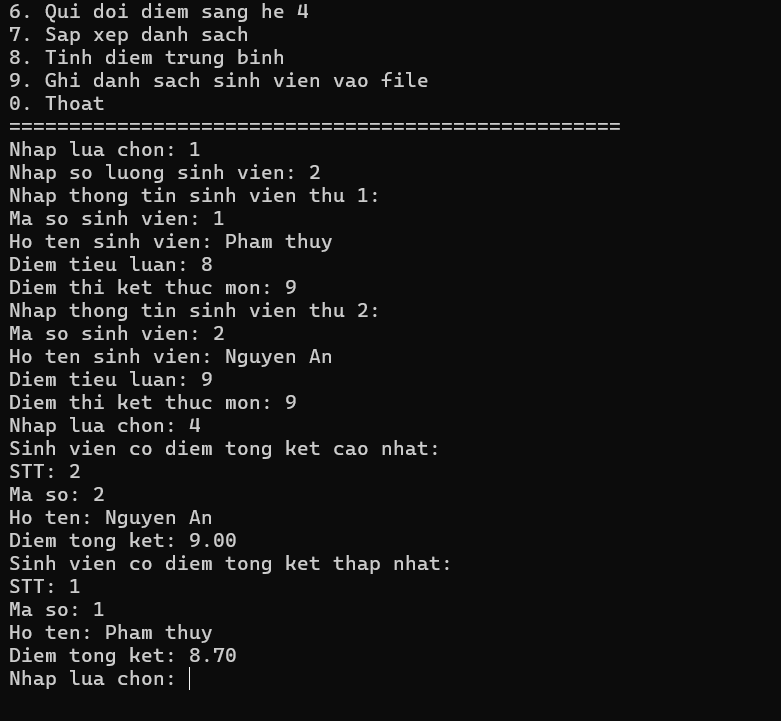 6. Qui doi diem sang he 4
7. Sap xep danh sach
8. Tinh diem trung binh
9. Ghi danh sach sinh vien vao file
0. Thoat
===================================================
Nhap lua chon: 1
Nhap so luong sinh vien: 2
Nhap thong tin sinh vien thu 1:
Ma so sinh vien: 1
Ho ten sinh vien: Pham thuy
Diem tieu luan: 8
Diem thi ket thuc mon: 9
Nhap thong tin sinh vien thu 2:
Ma so sinh vien: 2
Ho ten sinh vien: Nguyen An
Diem tieu luan: 9
Diem thi ket thuc mon: 9
Nhap lua chon: 4
Sinh vien co diem tong ket cao nhat:
STT: 2
Ma so: 2
Ho ten: Nguyen An
Diem tong ket: 9.00
Sinh vien co diem tong ket thap nhat:
STT: 1
Ma so: 1
Ho ten: Pham thuy
Diem tong ket: 8.70
Nhap lua chon: